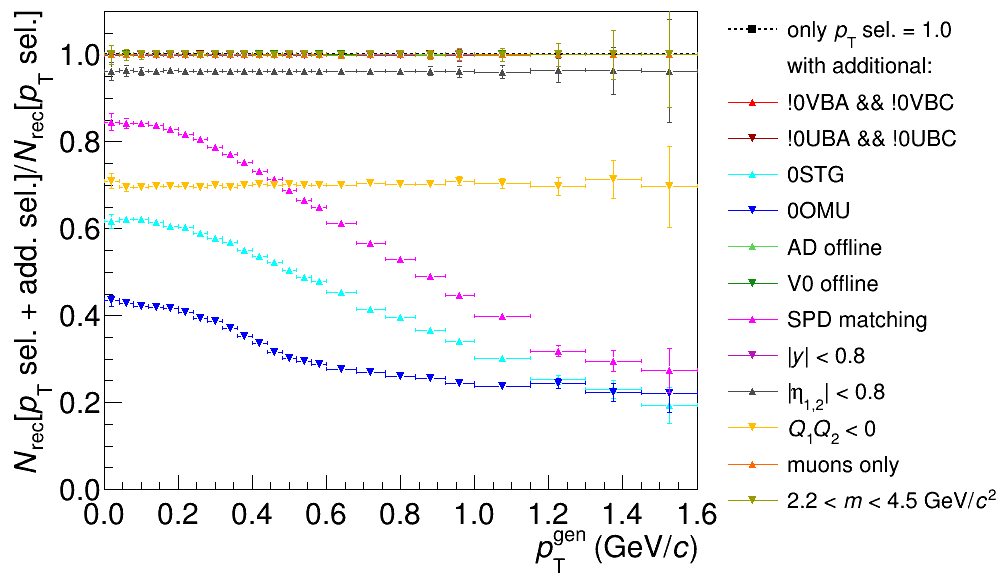 N_rec[p_T sel. + add. sel.]/N_rec[p_T sel.]
1.0
0.8
0.6
0.4
0.2
0.0
0.0 0.2 0.4 0.6 0.8 1.0 1.2 1.4 1.6
p_T^gen (GeV/c)
only p_T sel. = 1.0
with additional:
!0VBA && !0VBC
!0UBA && !0UBC
0STG
0OMU
AD offline
V0 offline
SPD matching
|y| < 0.8
|η_1,2| < 0.8
Q_1Q_2 < 0
muons only
2.2 < m < 4.5 GeV/c²